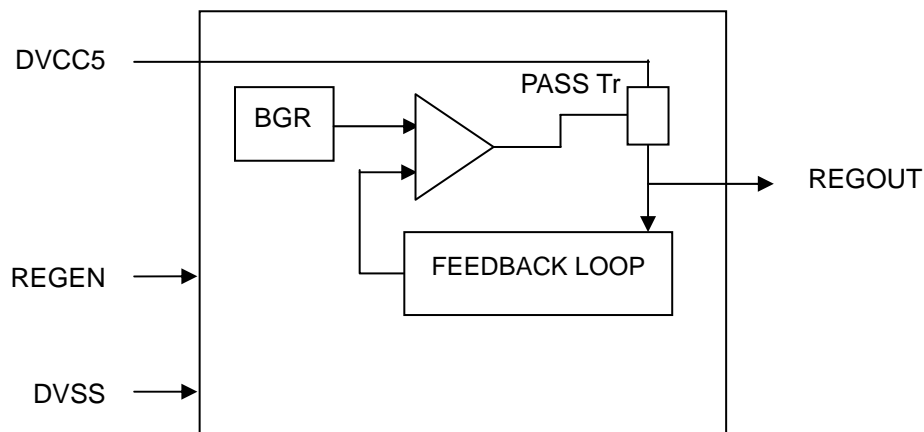 DVCC5
PASS Tr
BGR
REGOUT
FEEDBACK LOOP
REGEN
DVSS